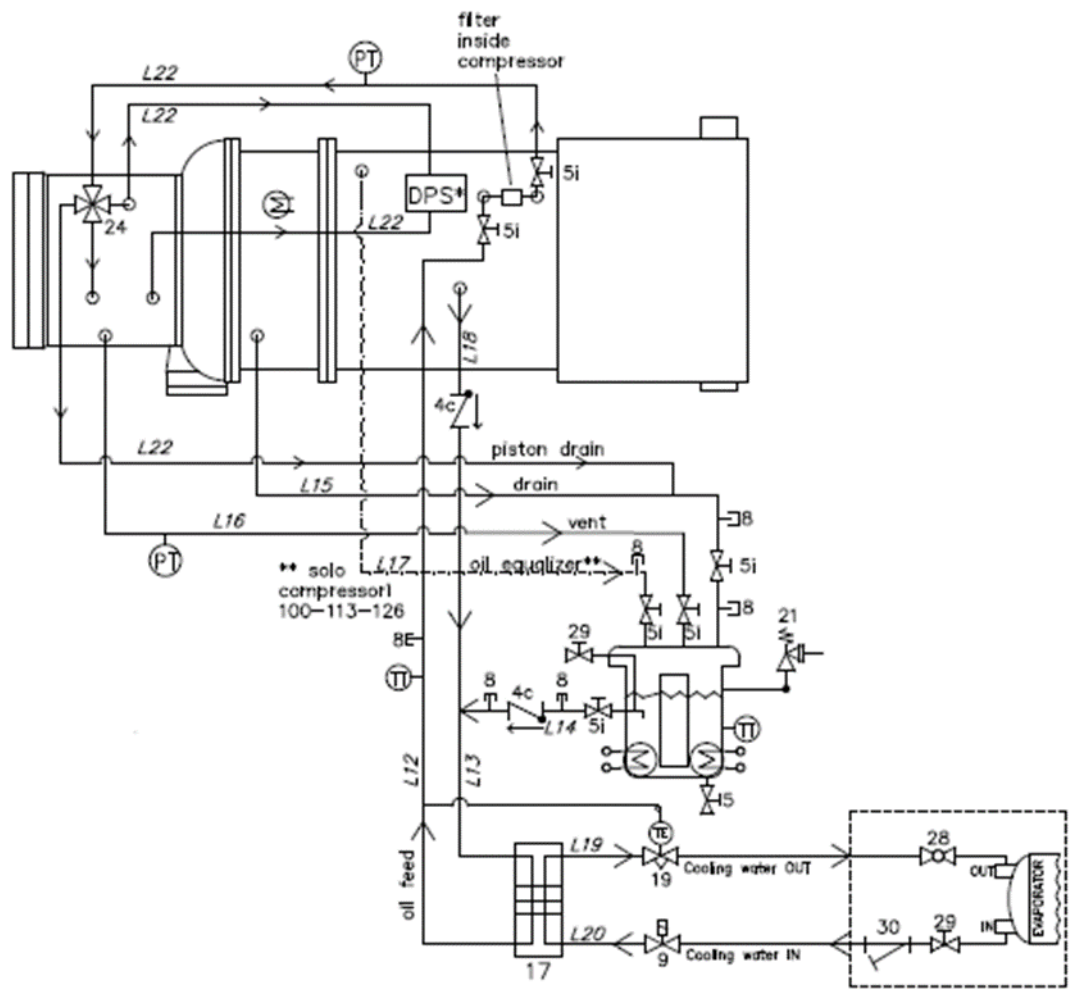 filter
inside
compressor
PT
L22
L22
5i
DPS*
24
L22
5i
L18
4c
L22
piston drain
L15
drain
8
L16
vent
PT
8
5i
L17
oil equalizer**
** solo
compressor1
100-113-126
8
5i
5i
21
8
29
TT
8
4c
8
5i
L14
TT
L12
L13
5
TE
28
L19
19
Cooling water OUT
OUT
EVAPORATOR
oil feed
IN
30
29
L20
9
Cooling water IN
17